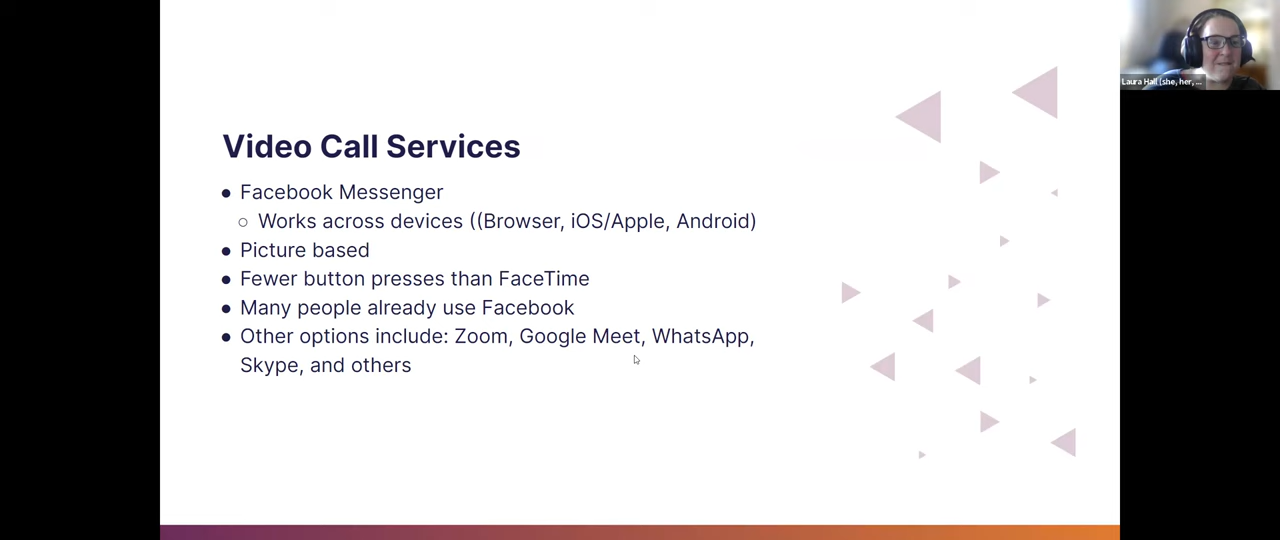 Video Call Services
● Facebook Messenger
○ Works across devices ((Browser, iOS/Apple, Android)
● Picture based
● Fewer button presses than FaceTime
● Many people already use Facebook
● Other options include: Zoom, Google Meet, WhatsApp,
Skype, and others
Laura Hall (she, her, ...